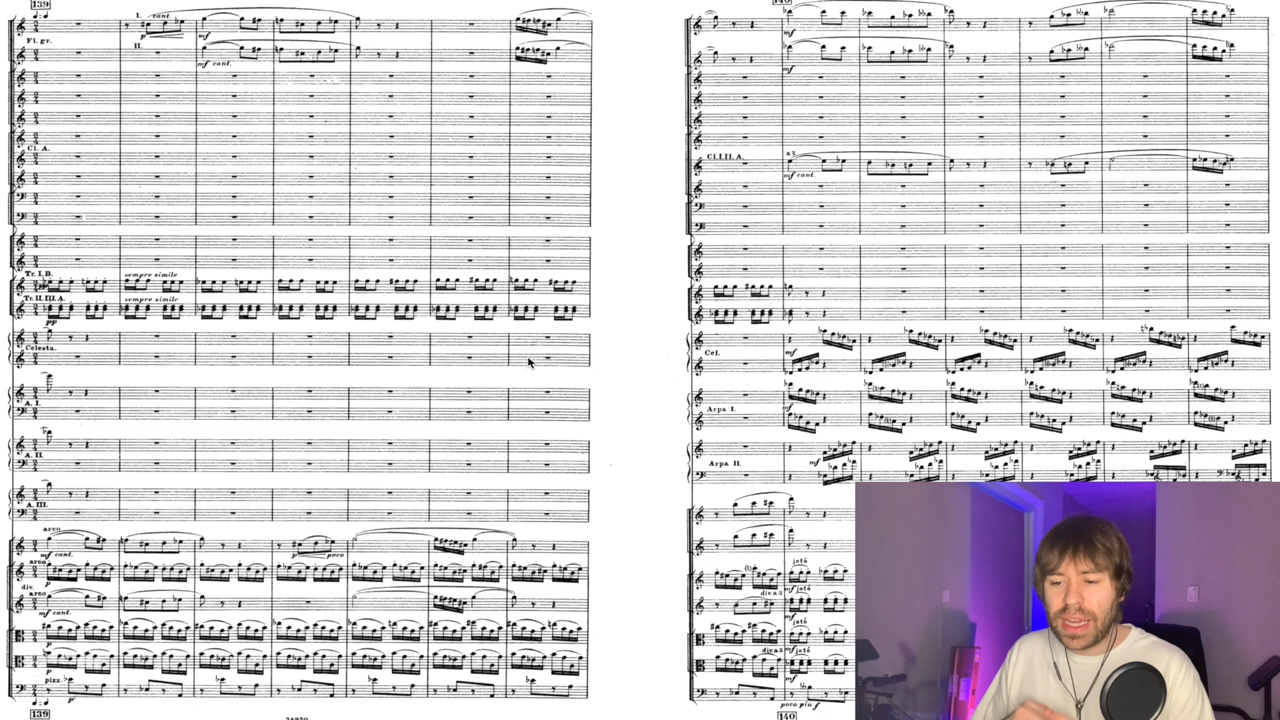 139
I. cant.
p
mf
Fl. gr.
II.
mf cant.
Cl. A.
Tr. I. B.
sempre simile
Tr. II. III. A.
sempre simile
pp
Celesta.
A. I.
A. II.
A. III.
arco
mf cant.
p
poco
arco
p
div.
arco
mf cant.
pizz.
139
140
mf
mf
Cl. I. II. A.
a 2
mf cant.
Cel.
mf
Arpa I.
mf
Arpa II.
mf
jeté
mf
div. a 3
jeté
mf
jeté
div. a 3
mf
jeté
poco più f
140